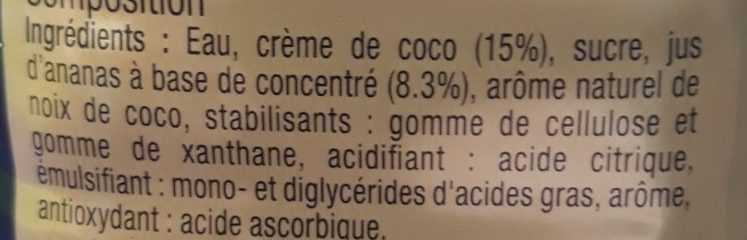 composition
Ingrédients : Eau, crème de coco (15%), sucre, jus
d'ananas à base de concentré (8.3%), arôme naturel de
noix de coco, stabilisants : gomme de cellulose et
gomme de xanthane, acidifiant : acide citrique,
émulsifiant : mono- et diglycérides d'acides gras, arôme,
antioxydant : acide ascorbique.